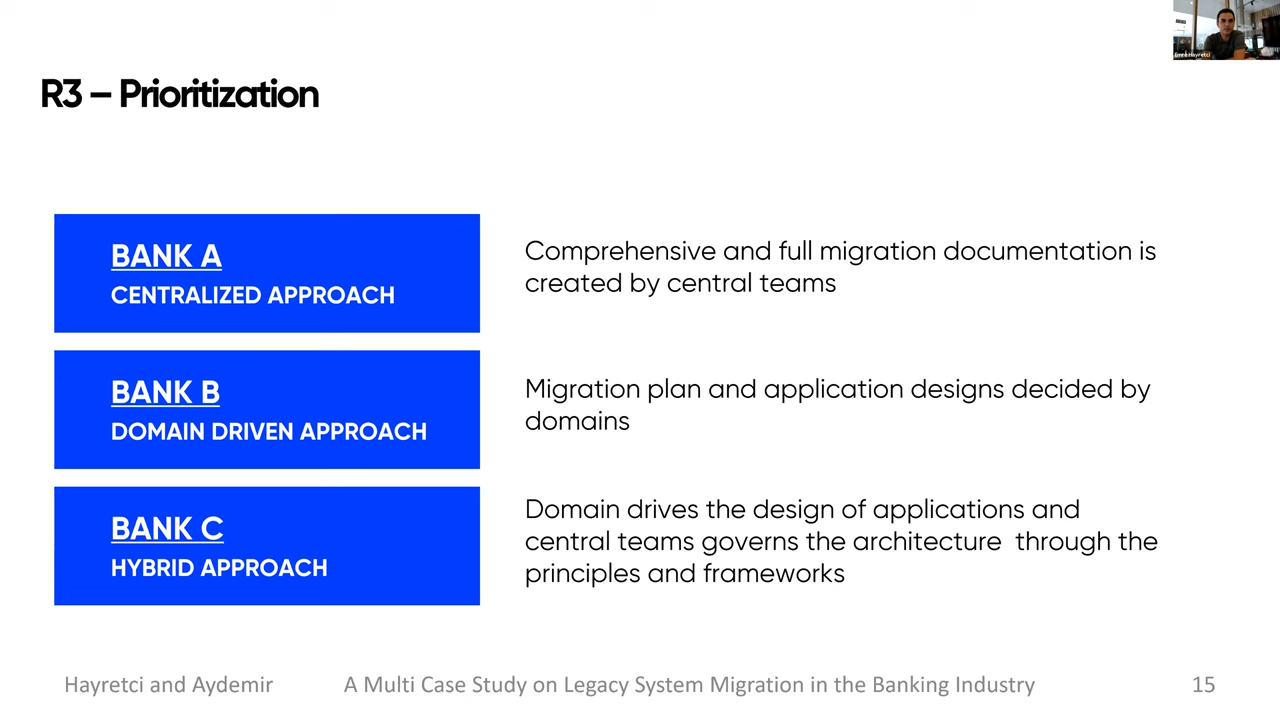 Emre Hayretci
R3 – Prioritization
BANK A
CENTRALIZED APPROACH
Comprehensive and full migration documentation is
created by central teams
BANK B
DOMAIN DRIVEN APPROACH
Migration plan and application designs decided by
domains
BANK C
HYBRID APPROACH
Domain drives the design of applications and
central teams governs the architecture  through the
principles and frameworks
Hayretci and Aydemir
A Multi Case Study on Legacy System Migration in the Banking Industry
15